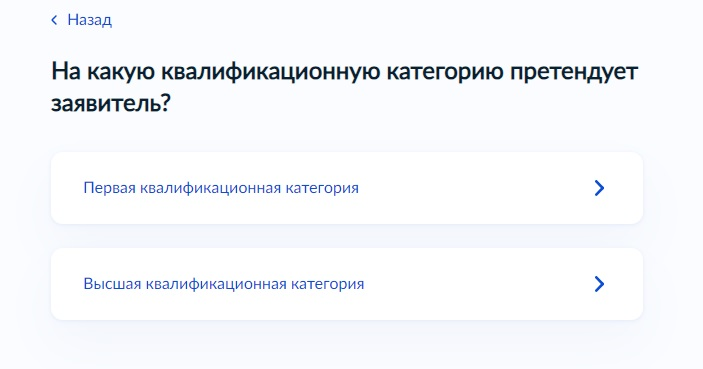 Назад
На какую квалификационную категорию претендует
заявитель?
Первая квалификационная категория
Высшая квалификационная категория